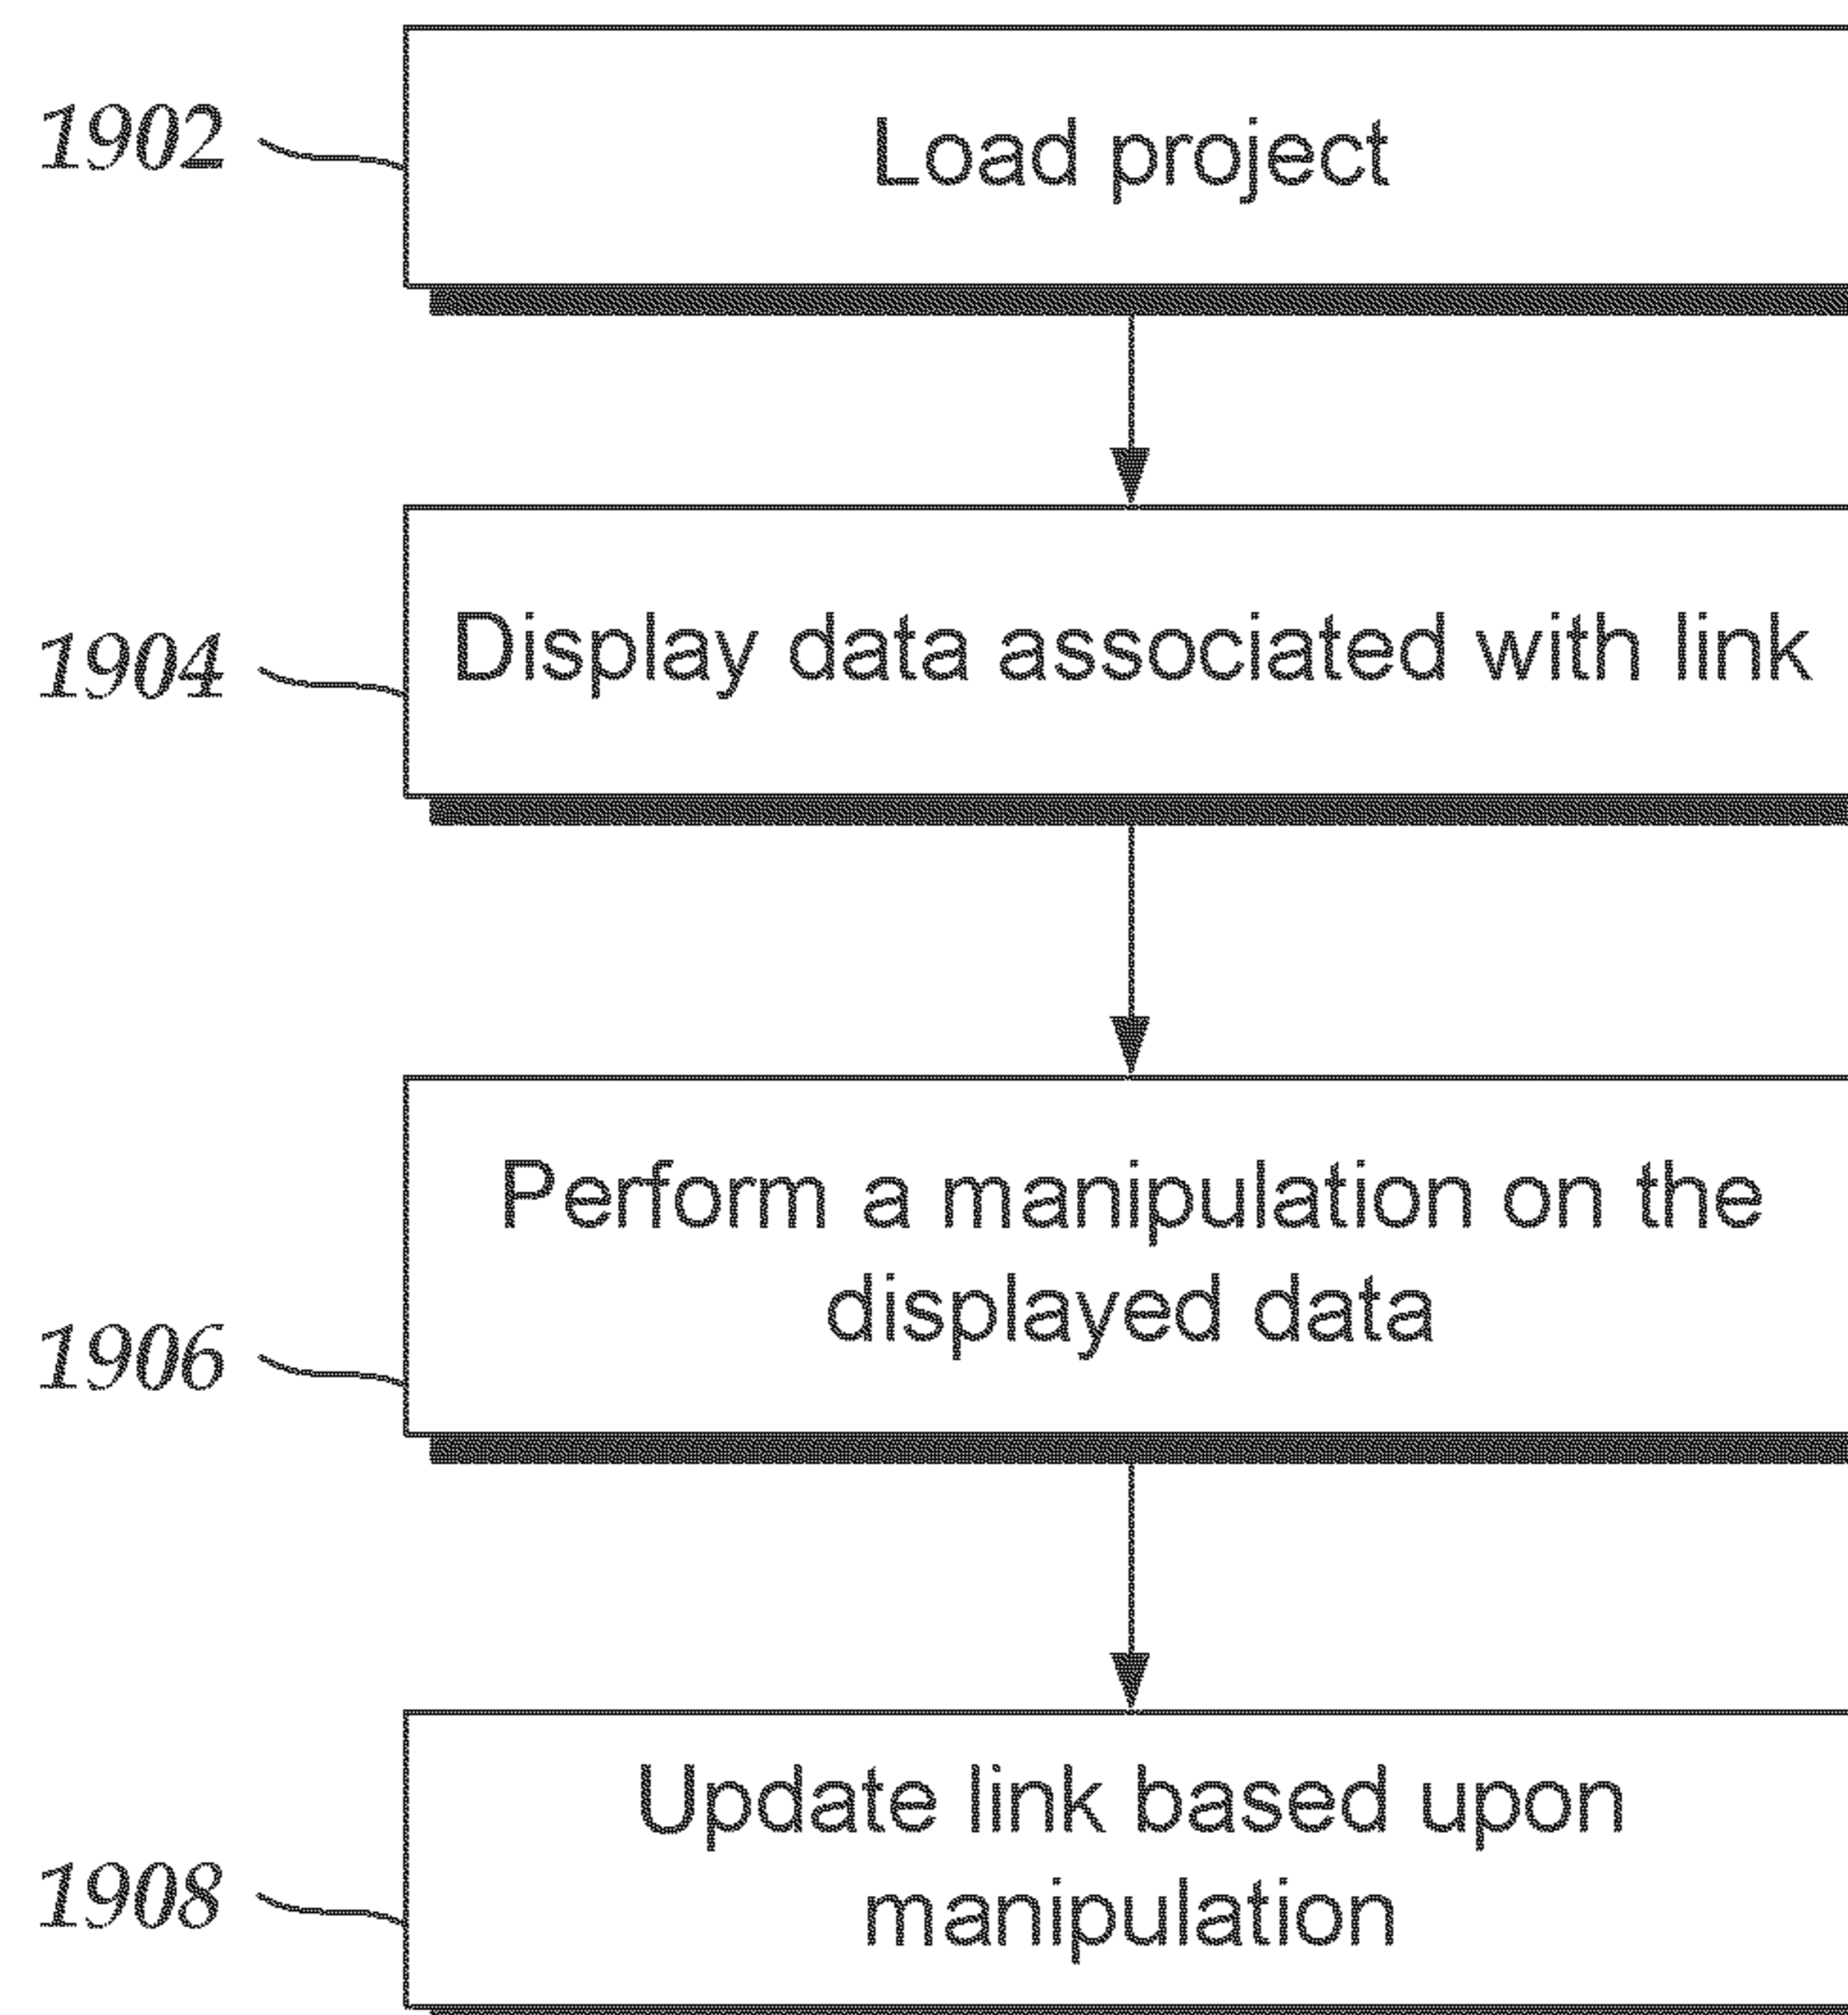 1902
Load project
1904
Display data associated with link
Perform a manipulation on the
displayed data
1906
Update link based upon
manipulation
1908